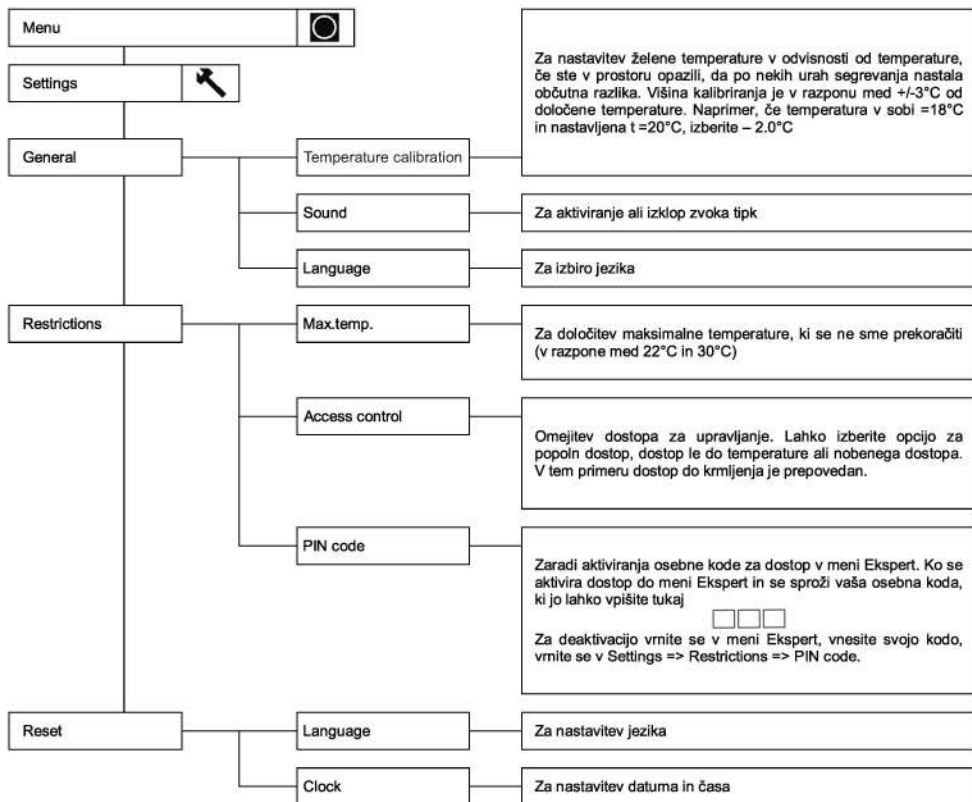 Menu
Settings
General
Temperature calibration
Za nastavitev želene temperature v odvisnosti od temperature,
če ste v prostoru opazili, da po nekih urah segrevanja nastala
občutna razlika. Višina kalibriranja je v razponu med +/-3°C od
določene temperature. Naprimer, če temperatura v sobi =18°C
in nastavljena t =20°C, izberite – 2.0°C
Sound
Za aktiviranje ali izklop zvoka tipk
Language
Za izbiro jezika
Restrictions
Max.temp.
Za določitev maksimalne temperature, ki se ne sme prekoračiti
(v razpone med 22°C in 30°C)
Access control
Omejitev dostopa za upravljanje. Lahko izberite opcijo za
popoln dostop, dostop le do temperature ali nobenega dostopa.
V tem primeru dostop do krmljenja je prepovedan.
PIN code
Zaradi aktiviranja osebne kode za dostop v meni Ekspert. Ko se
aktivira dostop do meni Ekspert in se sproži vaša osebna koda,
ki jo lahko vpišite tukaj
Za deaktivacijo vrnite se v meni Ekspert, vnesite svojo kodo,
vrnite se v Settings => Restrictions => PIN code.
Reset
Language
Za nastavitev jezika
Clock
Za nastavitev datuma in časa